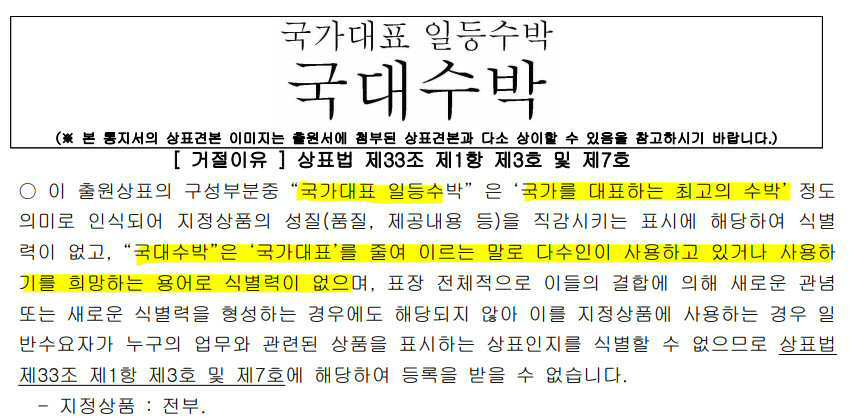 국가대표 일등수박
국대수박
(※ 본 통지서의 상표견본 이미지는 출원서에 첨부된 상표견본과 다소 상이할 수 있음을 참고하시기 바랍니다.)
[ 거절이유 ] 상표법 제33조 제1항 제3호 및 제7호
○ 이 출원상표의 구성부분중 “국가대표 일등수박” 은 ‘국가를 대표하는 최고의 수박’ 정도
의미로 인식되어 지정상품의 성질(품질, 제공내용 등)을 직감시키는 표시에 해당하여 식별
력이 없고, “국대수박”은 ‘국가대표’를 줄여 이르는 말로 다수인이 사용하고 있거나 사용하
기를 희망하는 용어로 식별력이 없으며, 표장 전체적으로 이들의 결합에 의해 새로운 관념
또는 새로운 식별력을 형성하는 경우에도 해당되지 않아 이를 지정상품에 사용하는 경우 일
반수요자가 누구의 업무와 관련된 상품을 표시하는 상표인지를 식별할 수 없으므로 상표법
제33조 제1항 제3호 및 제7호에 해당하여 등록을 받을 수 없습니다.
- 지정상품 : 전부.